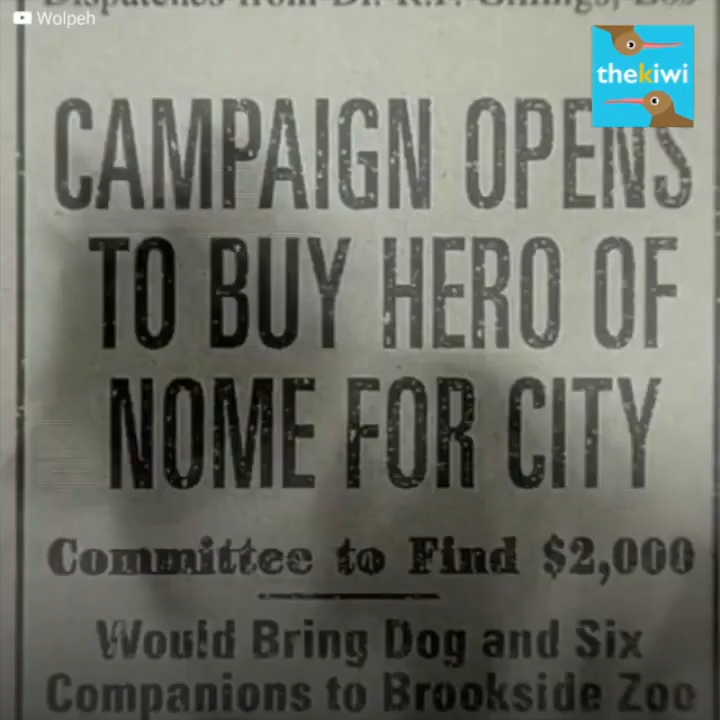 Wolpeh
thekiwi
CAMPAIGN OPENS
TO BUY HERO OF
NOME FOR CITY
Committee to Find $2,000
Would Bring Dog and Six
Companions to Brookside Zoo